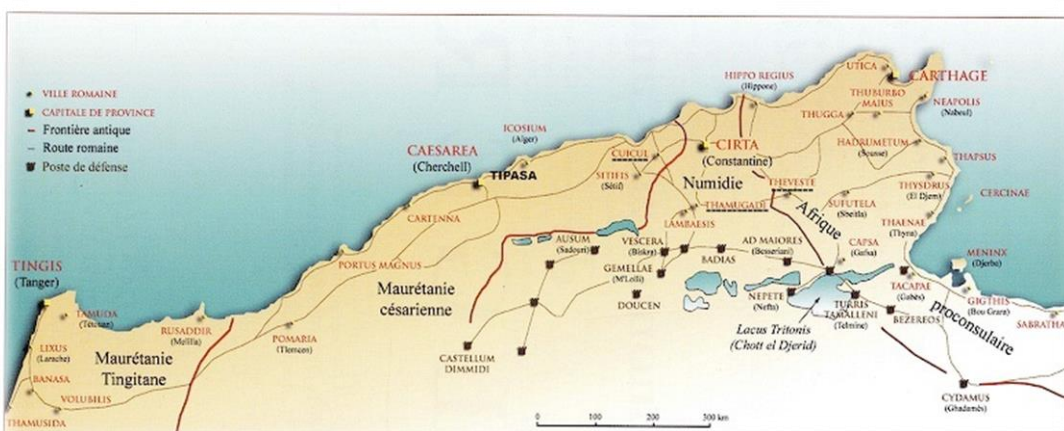 VILLE ROMAINE
CAPITALE DE PROVINCE
Frontière antique
Route romaine
Poste de défense
TINGIS
(Tanger)
TAMUDA
(Tétouan)
LIXUS
(Larache)
BANASA
VOLUBILIS
THAMUSIDA
Maurétanie
Tingitane
RUSADDIR
(Melilla)
POMARIA
(Tlemcen)
PORTUS MAGNUS
CARTENNA
CAESAREA
(Cherchell)
TIPASA
ICOSIUM
(Alger)
Maurétanie
césarienne
CASTELLUM
DIMMIDI
CUICUL
SITIFIS
(Sétif)
AUSUM
(Sadouri)
VESCERA
(Biskra)
GEMELLAE
(M'Lelli)
DOUCEN
BADIAS
LAMBAESIS
THAMUGADI
Numidie
CIRTA
(Constantine)
HIPPO REGIUS
(Hippone)
THEVESTE
Afrique
proconsulaire
AD MAIORES
(Besseriani)
NEPETE
(Nefta)
Lacus Tritonis
(Chott el Djerid)
TURRIS
TAMALLENI
(Telmine)
BEZEREOS
CAPSA
(Gafsa)
SUFUTELA
(Sbeïtla)
UTICA
CARTHAGE
THUBURBO
MAIUS
THUGGA
NEAPOLIS
(Nabeul)
HADRUMETUM
(Sousse)
THAPSUS
THYSDRUS
(El Djem)
CERCINAE
THAENAE
(Thyna)
TACAPAE
(Gabès)
MENINX
(Djerba)
GIGTHIS
(Bou Grara)
SABRATHA
CYDAMUS
(Ghadamès)
0 100 200 300 km